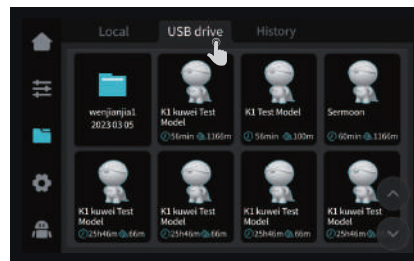 Local USB drive History
wenjianjia1
2023 03 05
K1 kuwei Test
Model
56min 1166m
K1 Test Model
56min 100m
Sermoon
60min 1166m
K1 kuwei Test
Model
25h46m 66m
K1 kuwei Test
Model
25h46m 66m
K1 kuwei Test
Model
25h46m 66m
K1 kuwei Test
Model
25h46m 66m